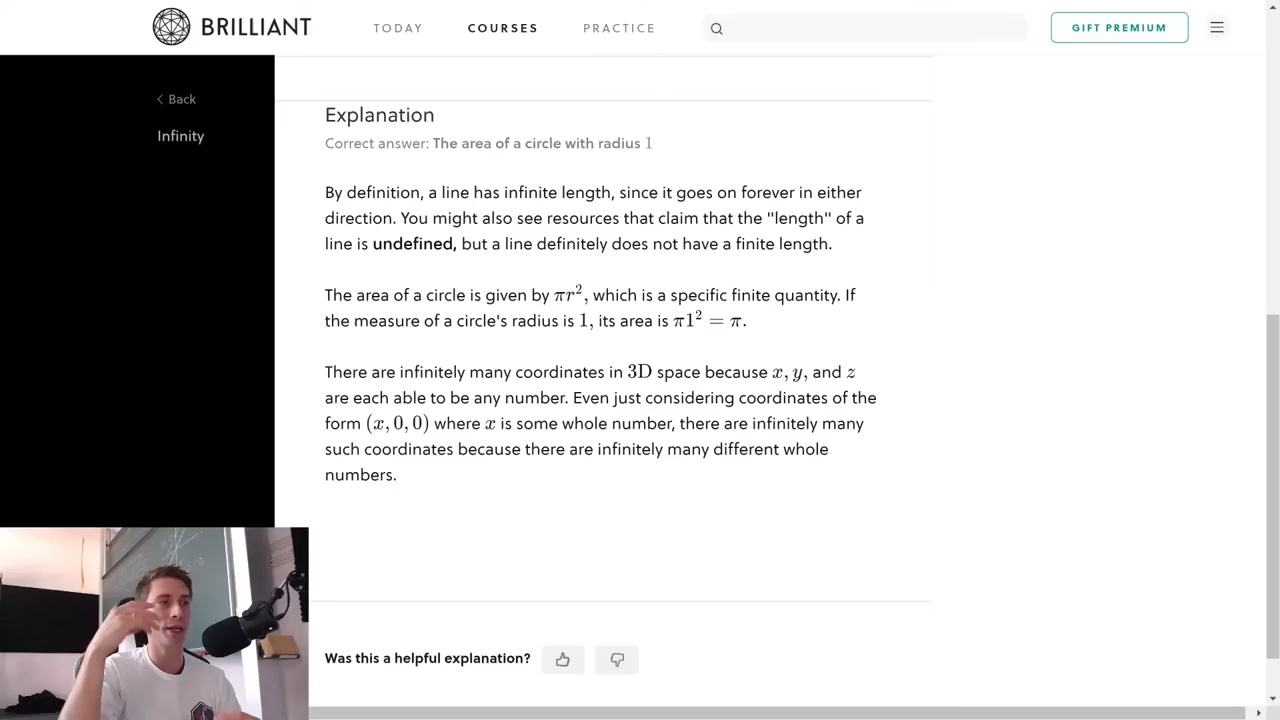 BRILLIANT
TODAY
COURSES
PRACTICE
GIFT PREMIUM
Back
Infinity
Explanation
Correct answer: The area of a circle with radius 1
By definition, a line has infinite length, since it goes on forever in either
direction. You might also see resources that claim that the "length" of a
line is undefined, but a line definitely does not have a finite length.
The area of a circle is given by πr², which is a specific finite quantity. If
the measure of a circle's radius is 1, its area is π1² = π.
There are infinitely many coordinates in 3D space because x, y, and z
are each able to be any number. Even just considering coordinates of the
form (x, 0, 0) where x is some whole number, there are infinitely many
such coordinates because there are infinitely many different whole
numbers.
Was this a helpful explanation?